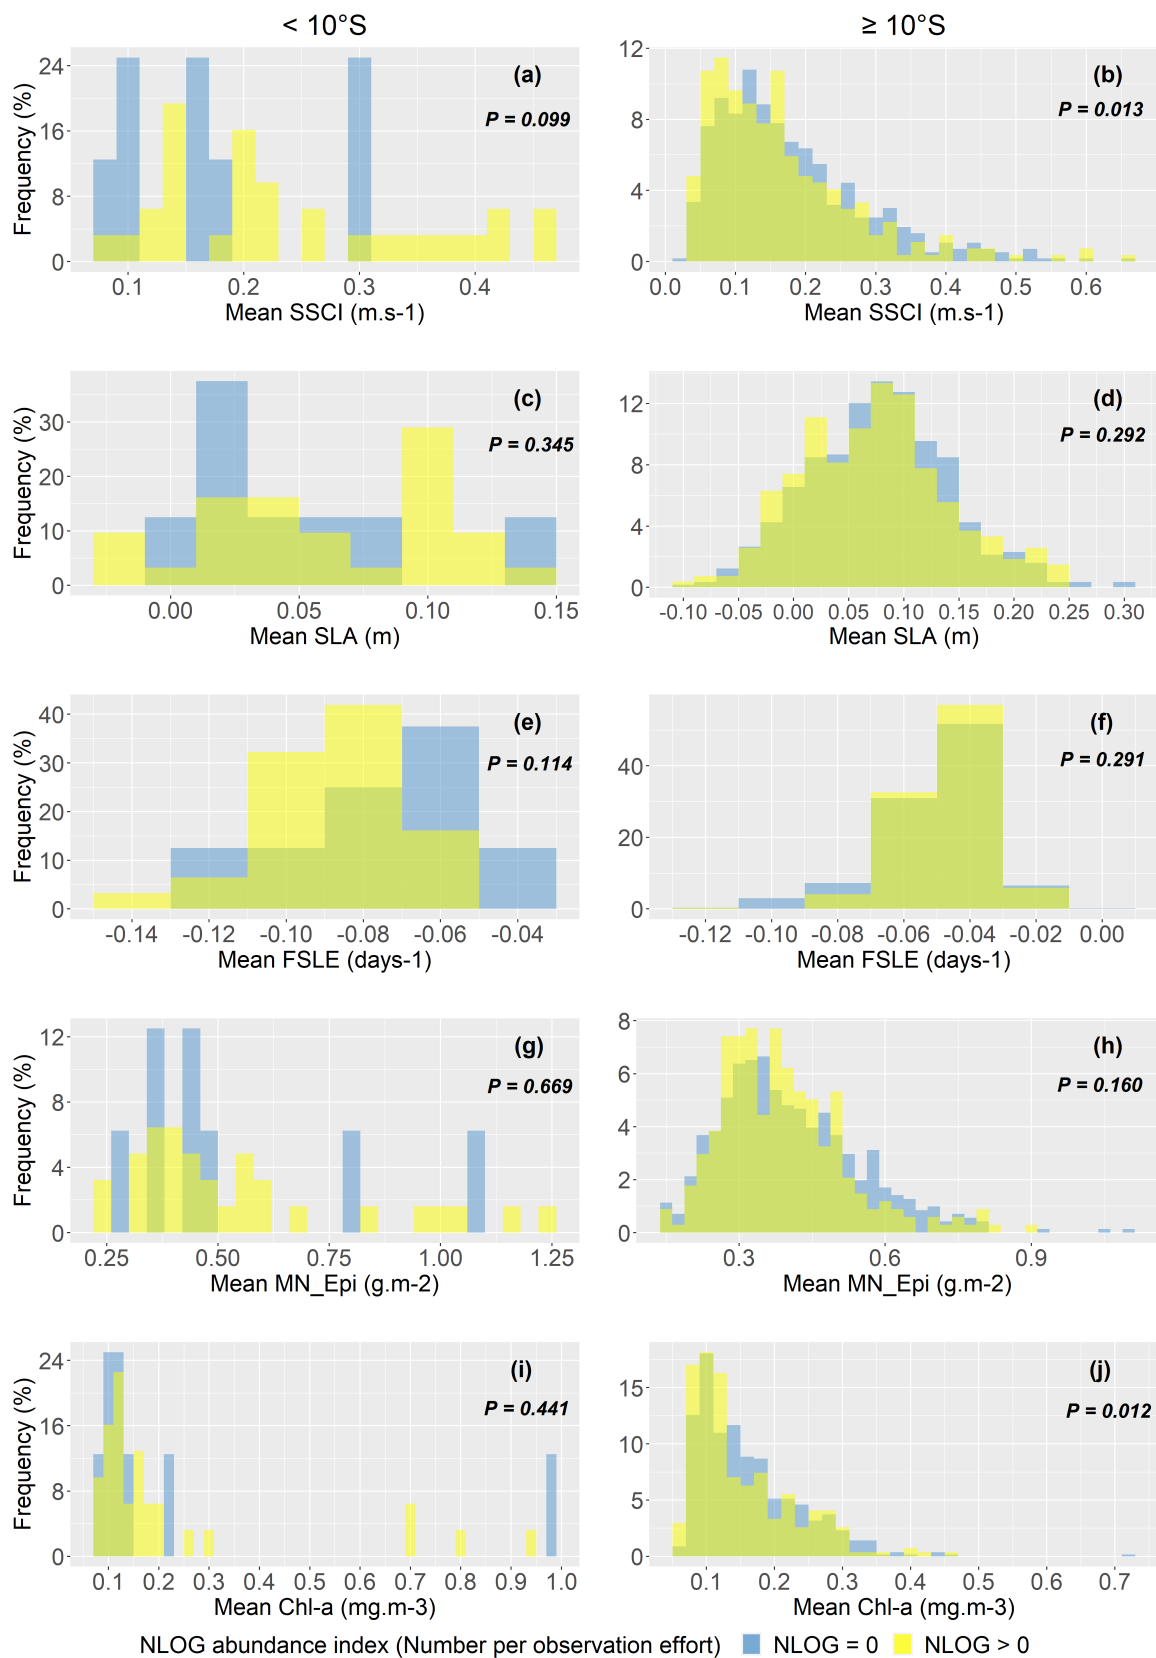 < 10°S
≥ 10°S
Frequency (%)
24
16
8
0
(a)
P = 0.099
0.1 0.2 0.3 0.4
Mean SSCI (m.s-1)
12
8
4
0
(b)
P = 0.013
0.0 0.1 0.2 0.3 0.4 0.5 0.6
Mean SSCI (m.s-1)
Frequency (%)
30
20
10
0
(c)
P = 0.345
0.00 0.05 0.10 0.15
Mean SLA (m)
12
8
4
0
(d)
P = 0.292
-0.10 -0.05 0.00 0.05 0.10 0.15 0.20 0.25 0.30
Mean SLA (m)
Frequency (%)
40
30
20
10
0
(e)
P = 0.114
-0.14 -0.12 -0.10 -0.08 -0.06 -0.04
Mean FSLE (days-1)
40
20
0
(f)
P = 0.291
-0.12 -0.10 -0.08 -0.06 -0.04 -0.02 0.00
Mean FSLE (days-1)
Frequency (%)
12
8
4
0
(g)
P = 0.669
0.25 0.50 0.75 1.00 1.25
Mean MN_Epi (g.m-2)
8
6
4
2
0
(h)
P = 0.160
0.3 0.6 0.9
Mean MN_Epi (g.m-2)
Frequency (%)
24
16
8
0
(i)
P = 0.441
0.1 0.2 0.3 0.4 0.5 0.6 0.7 0.8 0.9 1.0
Mean Chl-a (mg.m-3)
15
10
5
0
(j)
P = 0.012
0.1 0.2 0.3 0.4 0.5 0.6 0.7
Mean Chl-a (mg.m-3)
NLOG abundance index (Number per observation effort) NLOG = 0 NLOG > 0